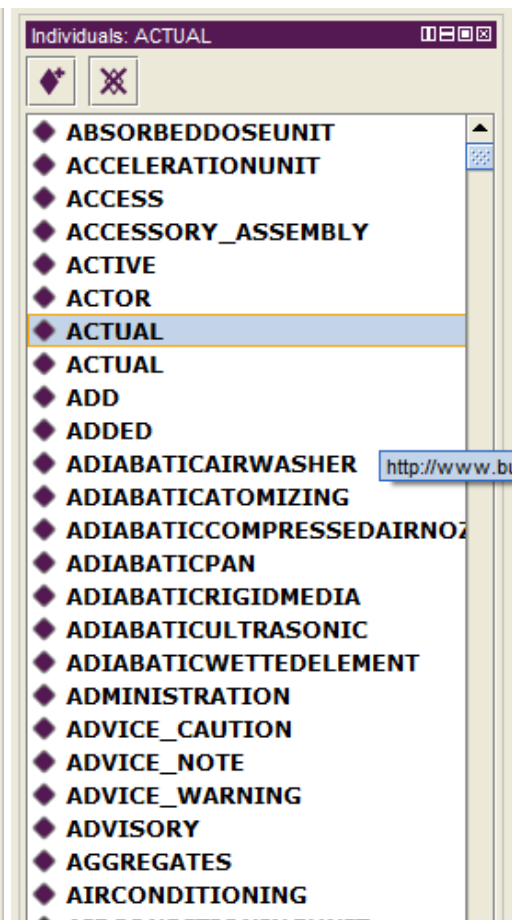 Individuals: ACTUAL
ABSORBEDDOSEUNIT
ACCELERATIONUNIT
ACCESS
ACCESSORY_ASSEMBLY
ACTIVE
ACTOR
ACTUAL
ACTUAL
ADD
ADDED
ADIABATICAIRWASHER
http://www.bu
ADIABATICATOMIZING
ADIABATICCOMPRESSEDAIRNOZ
ADIABATICPAN
ADIABATICRIGIDMEDIA
ADIABATICULTRASONIC
ADIABATICWETTEDELEMENT
ADMINISTRATION
ADVICE_CAUTION
ADVICE_NOTE
ADVICE_WARNING
ADVISORY
AGGREGATES
AIRCONDITIONING